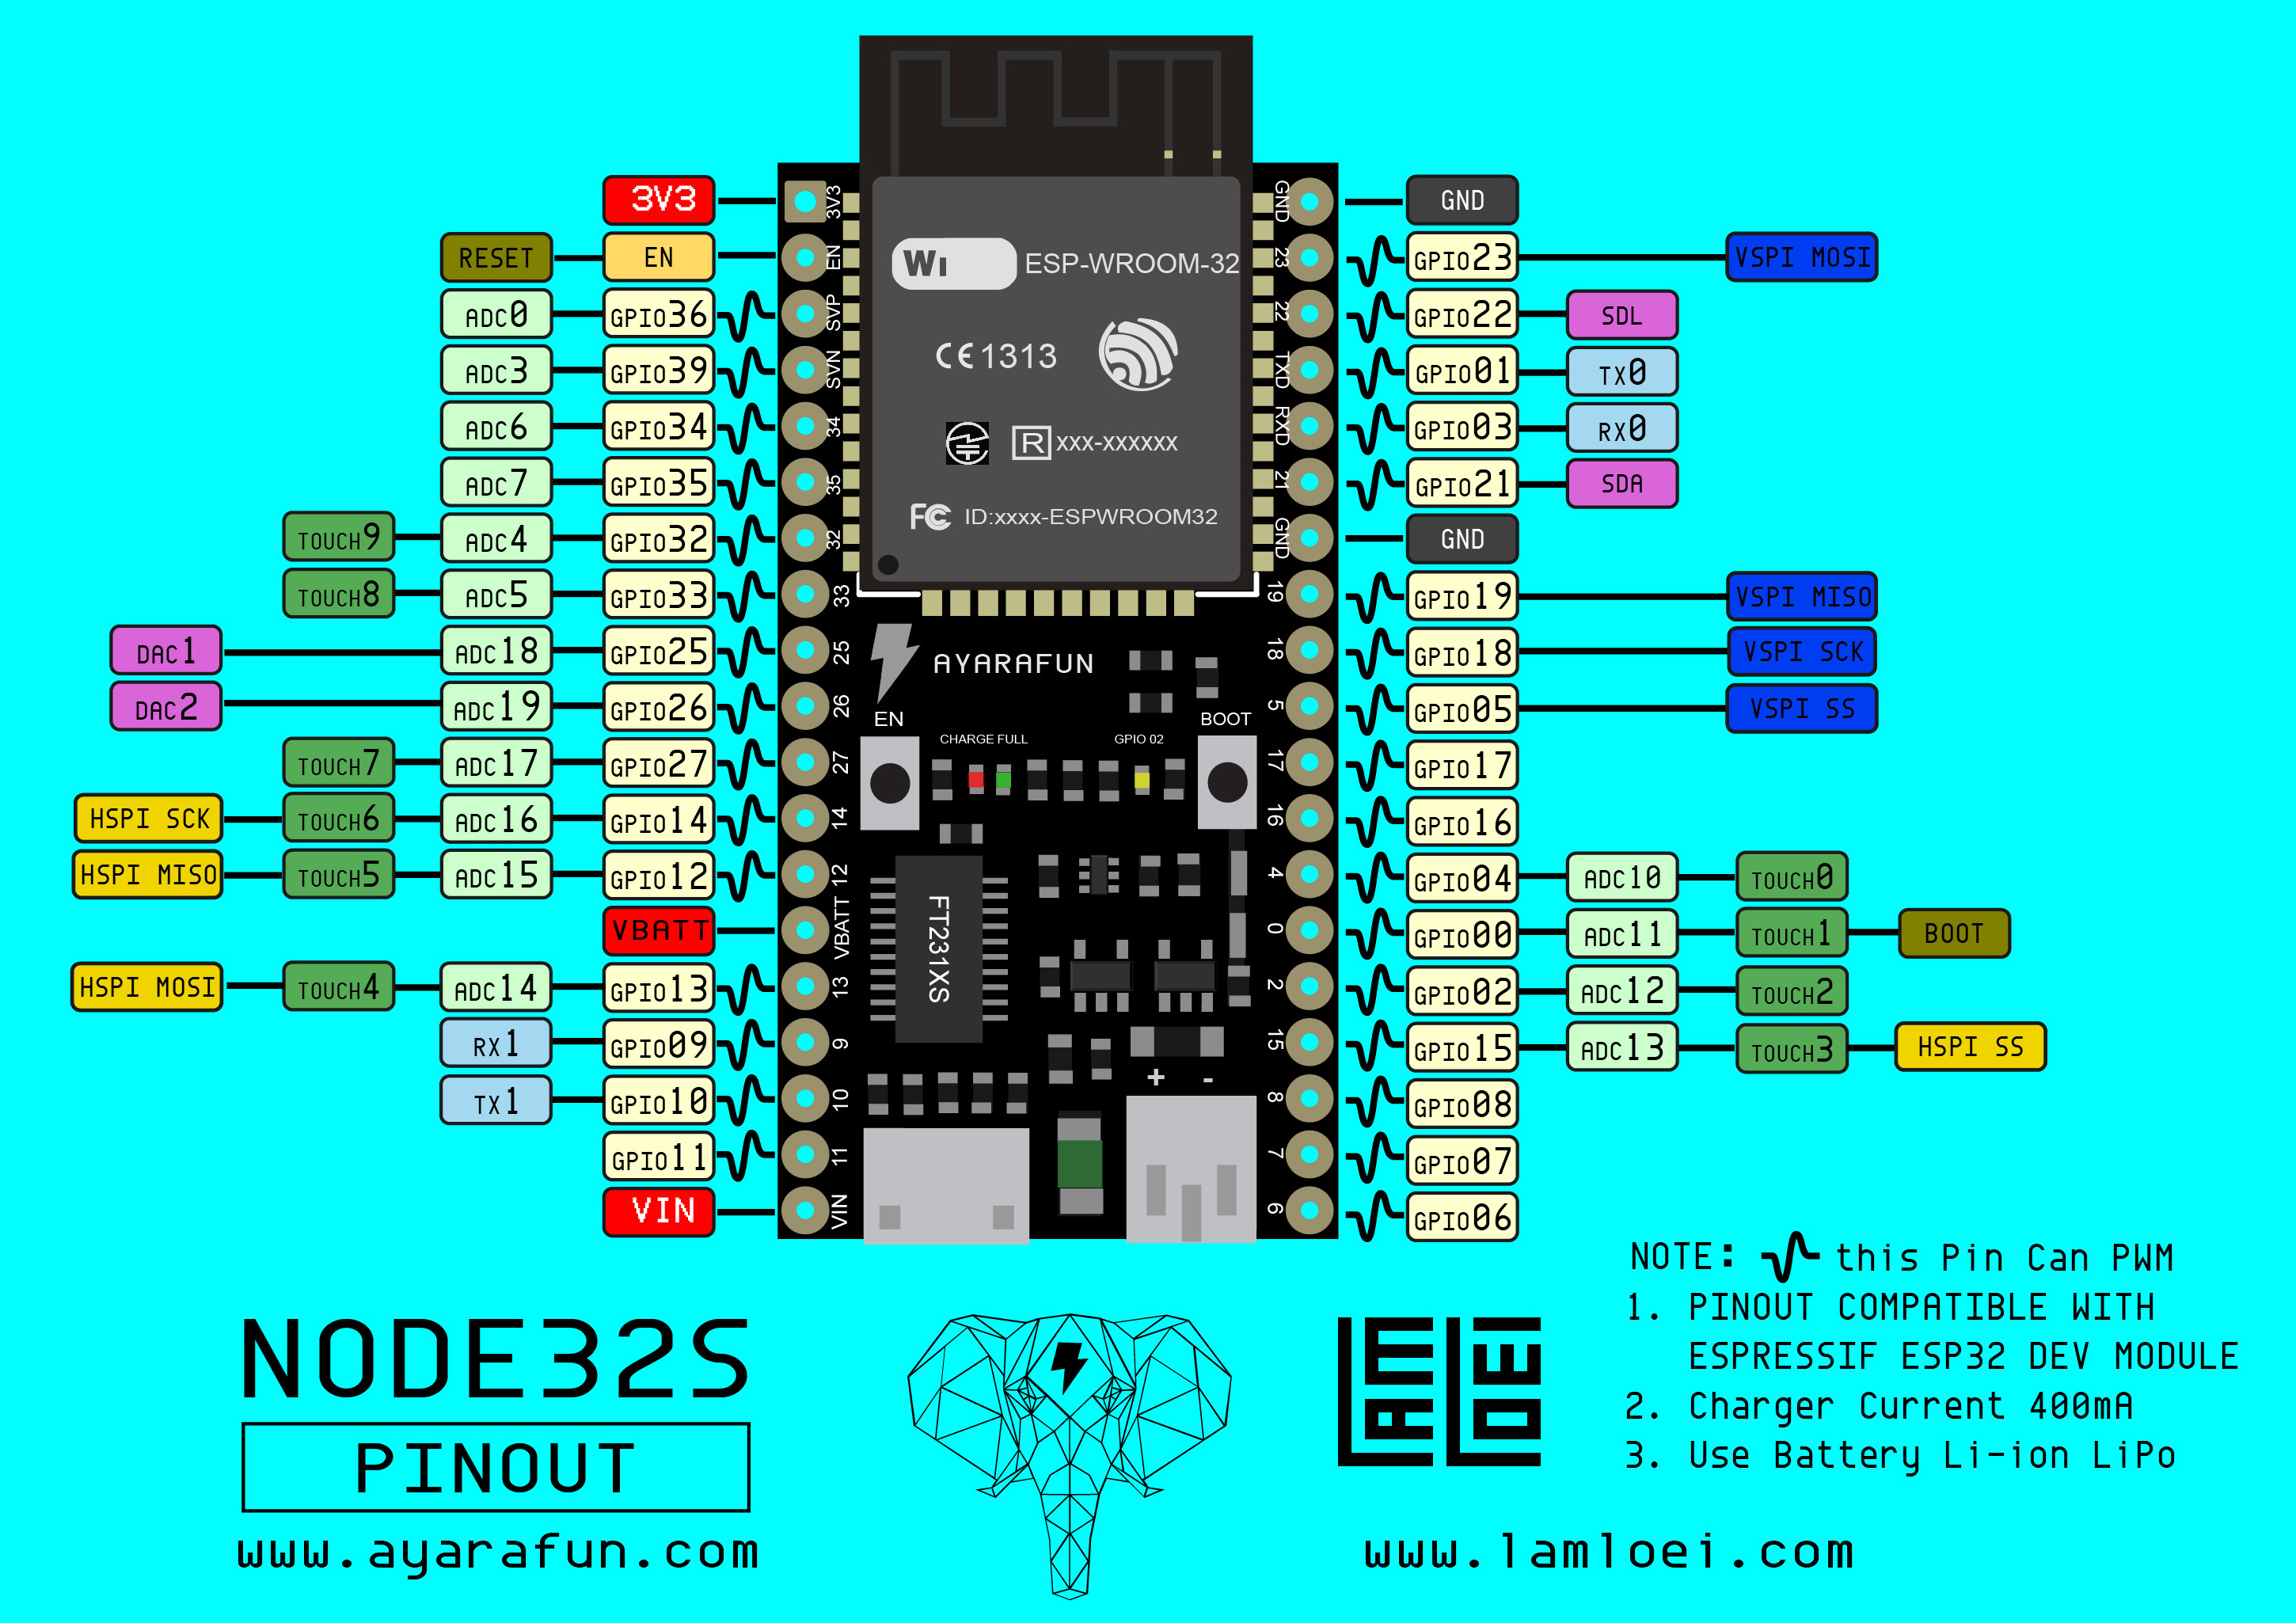 3V3 3V3 GND GND
RESET EN EN 23 GPIO23 VSPI MOSI
ADC0 GPIO36 SVP 22 GPIO22 SDL
ADC3 GPIO39 SVN TXD GPIO01 TX0
ADC6 GPIO34 34 RXD GPIO03 RX0
ADC7 GPIO35 35 21 GPIO21 SDA
TOUCH9 ADC4 GPIO32 32 GND GND
TOUCH8 ADC5 GPIO33 33 19 GPIO19 VSPI MISO
DAC1 ADC18 GPIO25 25 18 GPIO18 VSPI SCK
DAC2 ADC19 GPIO26 26 5 GPIO05 VSPI SS
TOUCH7 ADC17 GPIO27 27 17 GPIO17
HSPI SCK TOUCH6 ADC16 GPIO14 14 16 GPIO16
HSPI MISO TOUCH5 ADC15 GPIO12 12 4 GPIO04 ADC10 TOUCH0
VBATT VBATT 0 GPIO00 ADC11 TOUCH1 BOOT
HSPI MOSI TOUCH4 ADC14 GPIO13 13 2 GPIO02 ADC12 TOUCH2
RX1 GPIO09 9 15 GPIO15 ADC13 TOUCH3 HSPI SS
TX1 GPIO10 10 8 GPIO08
GPIO11 11 7 GPIO07
VIN VIN 6 GPIO06
WI ESP-WROOM-32
CE1313
R xxx-xxxxxx
FC ID:xxxx-ESPWROOM32
AYARAFUN
EN BOOT
CHARGE FULL GPIO 02
FT231XS
+ -
NODE32S
PINOUT
www.ayarafun.com
LAM
LOEI
www.lamloei.com
NOTE: this Pin Can PWM
1. PINOUT COMPATIBLE WITH
ESPRESSIF ESP32 DEV MODULE
2. Charger Current 400mA
3. Use Battery Li-ion LiPo